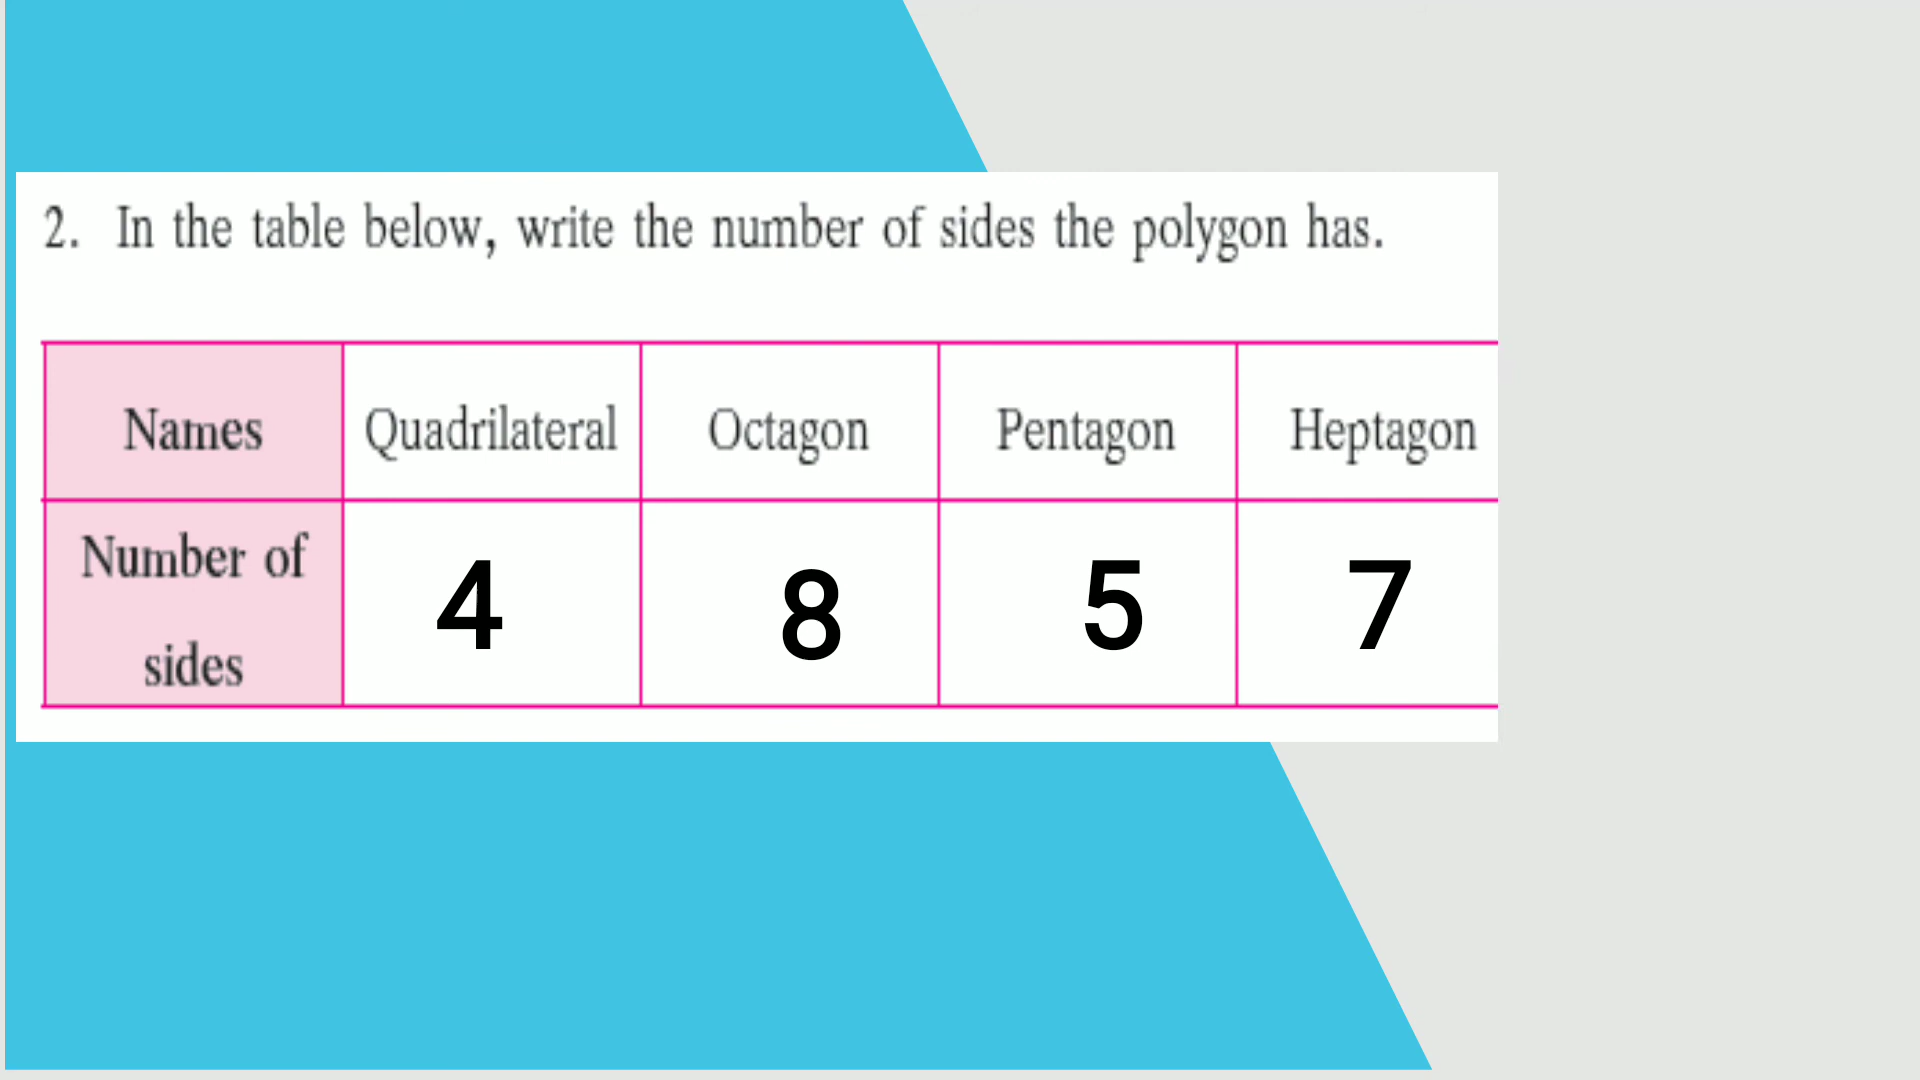 2. In the table below, write the number of sides the polygon has.
Names Quadrilateral Octagon Pentagon Heptagon
Number of
sides
4 8 5 7